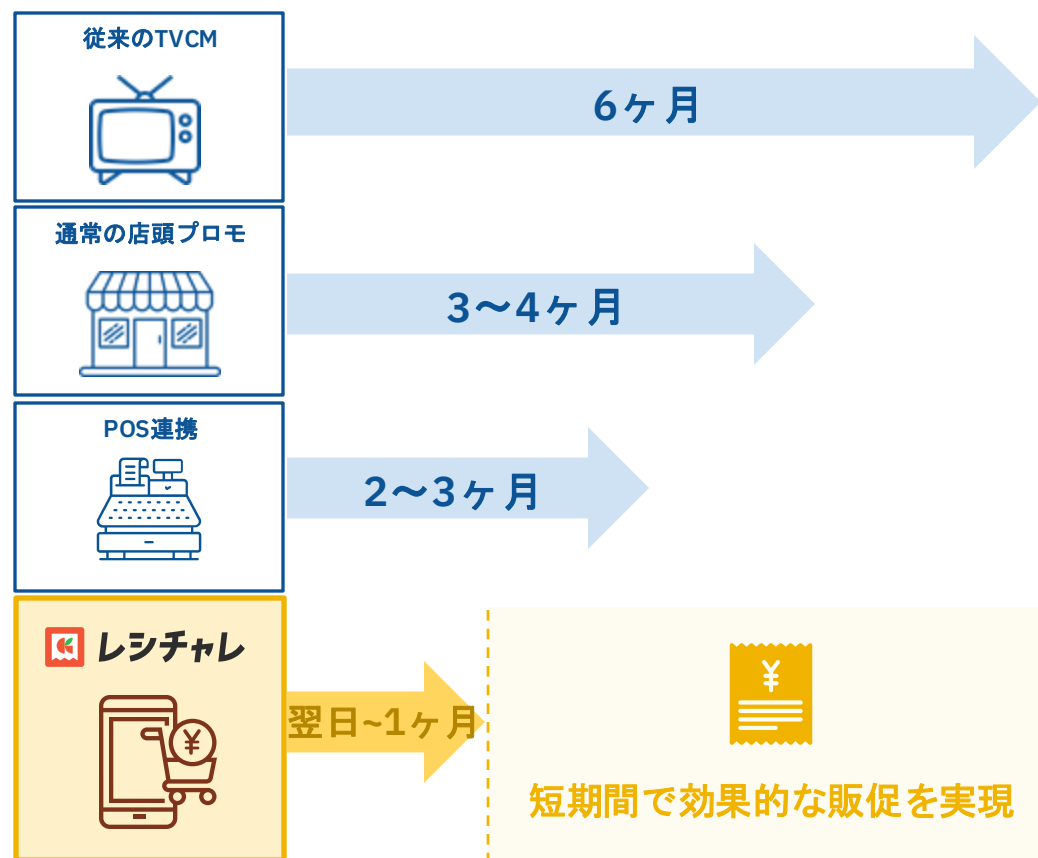 従来のTVCM
6ヶ月
通常の店頭プロモ
3〜4ヶ月
POS連携
2〜3ヶ月
レシチャレ
¥
翌日~1ヶ月
¥
短期間で効果的な販促を実現